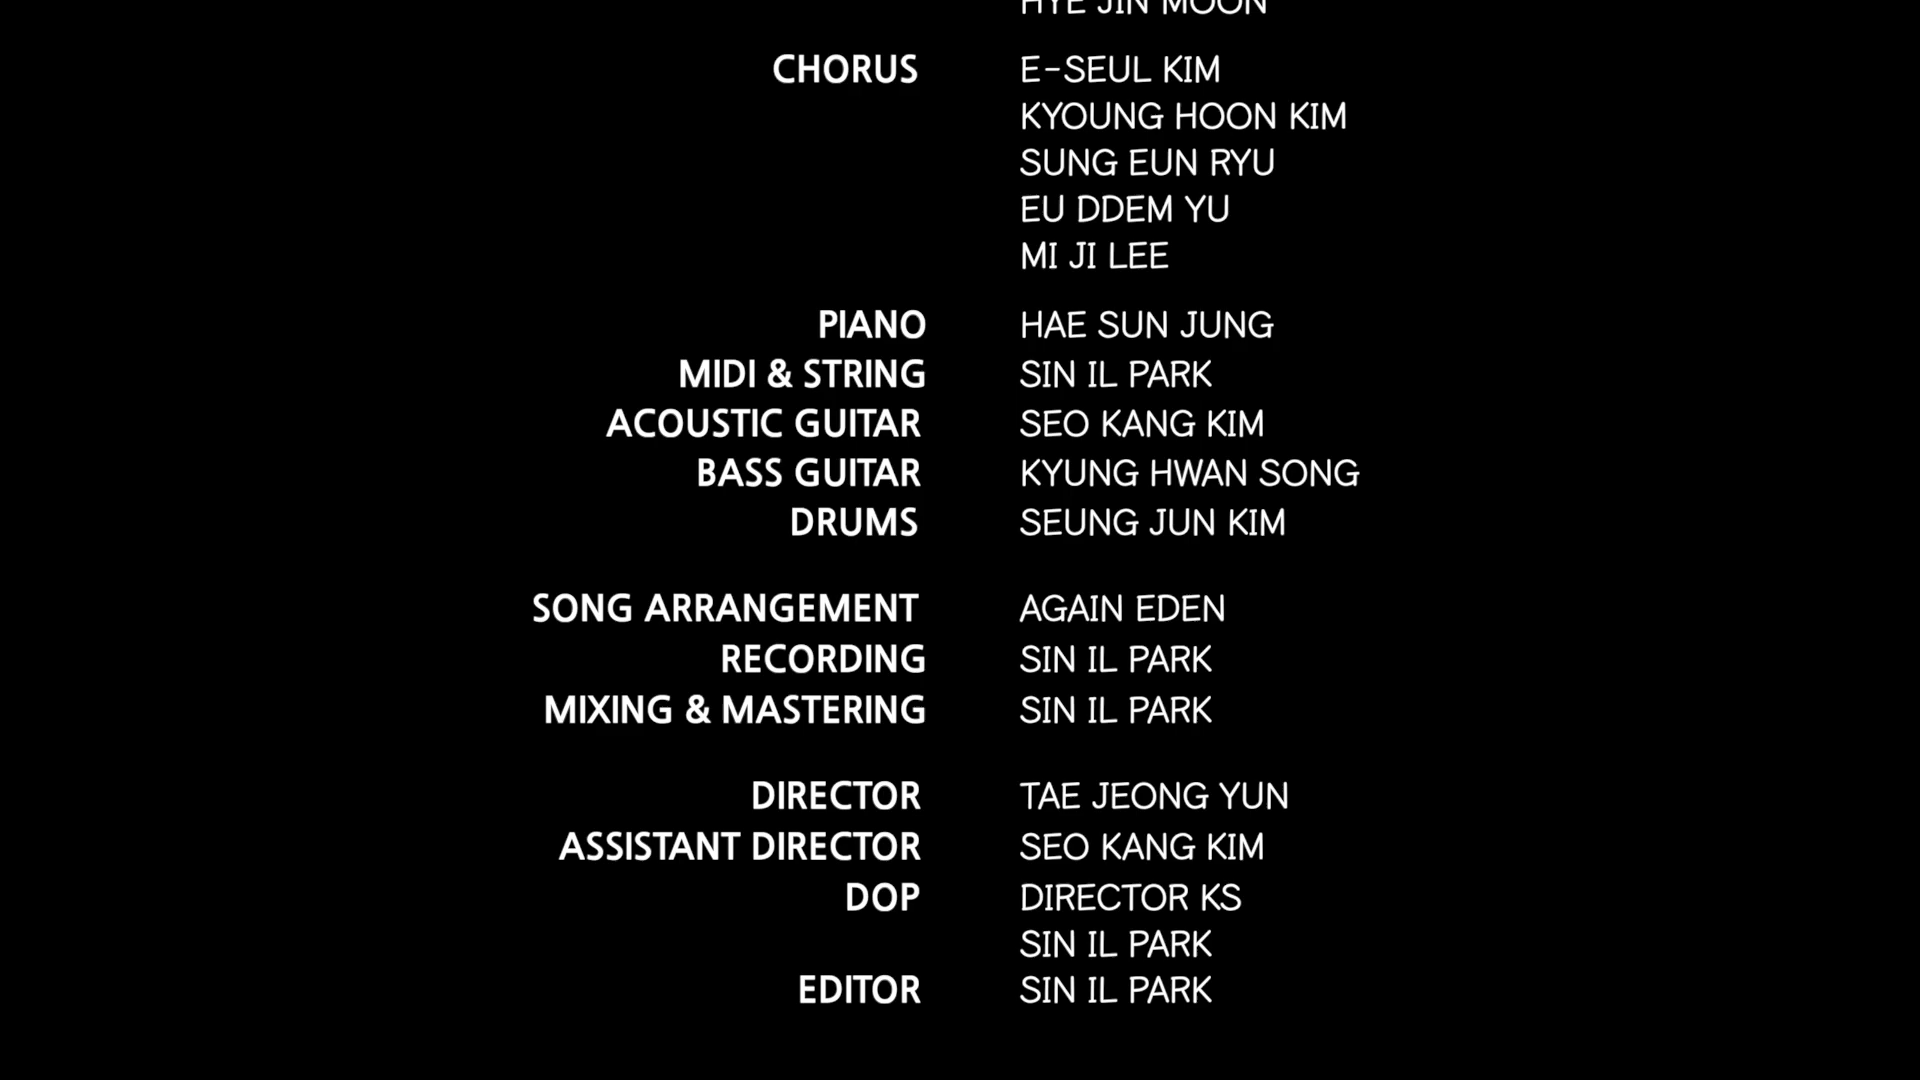 HYE JIN MOON
CHORUS E-SEUL KIM
KYOUNG HOON KIM
SUNG EUN RYU
EU DDEM YU
MI JI LEE
PIANO HAE SUN JUNG
MIDI & STRING SIN IL PARK
ACOUSTIC GUITAR SEO KANG KIM
BASS GUITAR KYUNG HWAN SONG
DRUMS SEUNG JUN KIM
SONG ARRANGEMENT AGAIN EDEN
RECORDING SIN IL PARK
MIXING & MASTERING SIN IL PARK
DIRECTOR TAE JEONG YUN
ASSISTANT DIRECTOR SEO KANG KIM
DOP DIRECTOR KS
SIN IL PARK
EDITOR SIN IL PARK